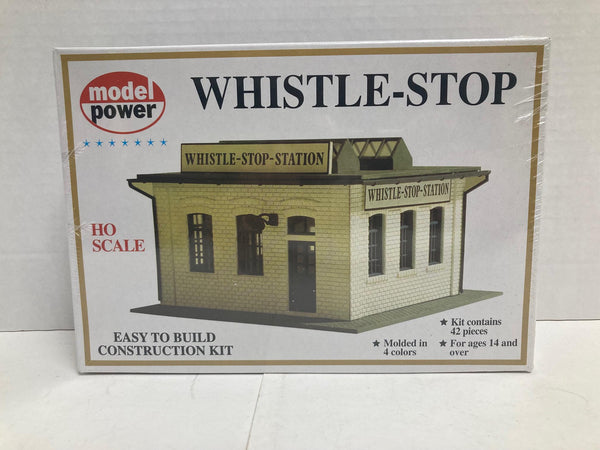 model
power
WHISTLE-STOP
WHISTLE-STOP-STATION
WHISTLE-STOP-STATION
HO
SCALE
EASY TO BUILD
CONSTRUCTION KIT
★ Molded in
4 colors
★ Kit contains
42 pieces
★ For ages 14 and
over